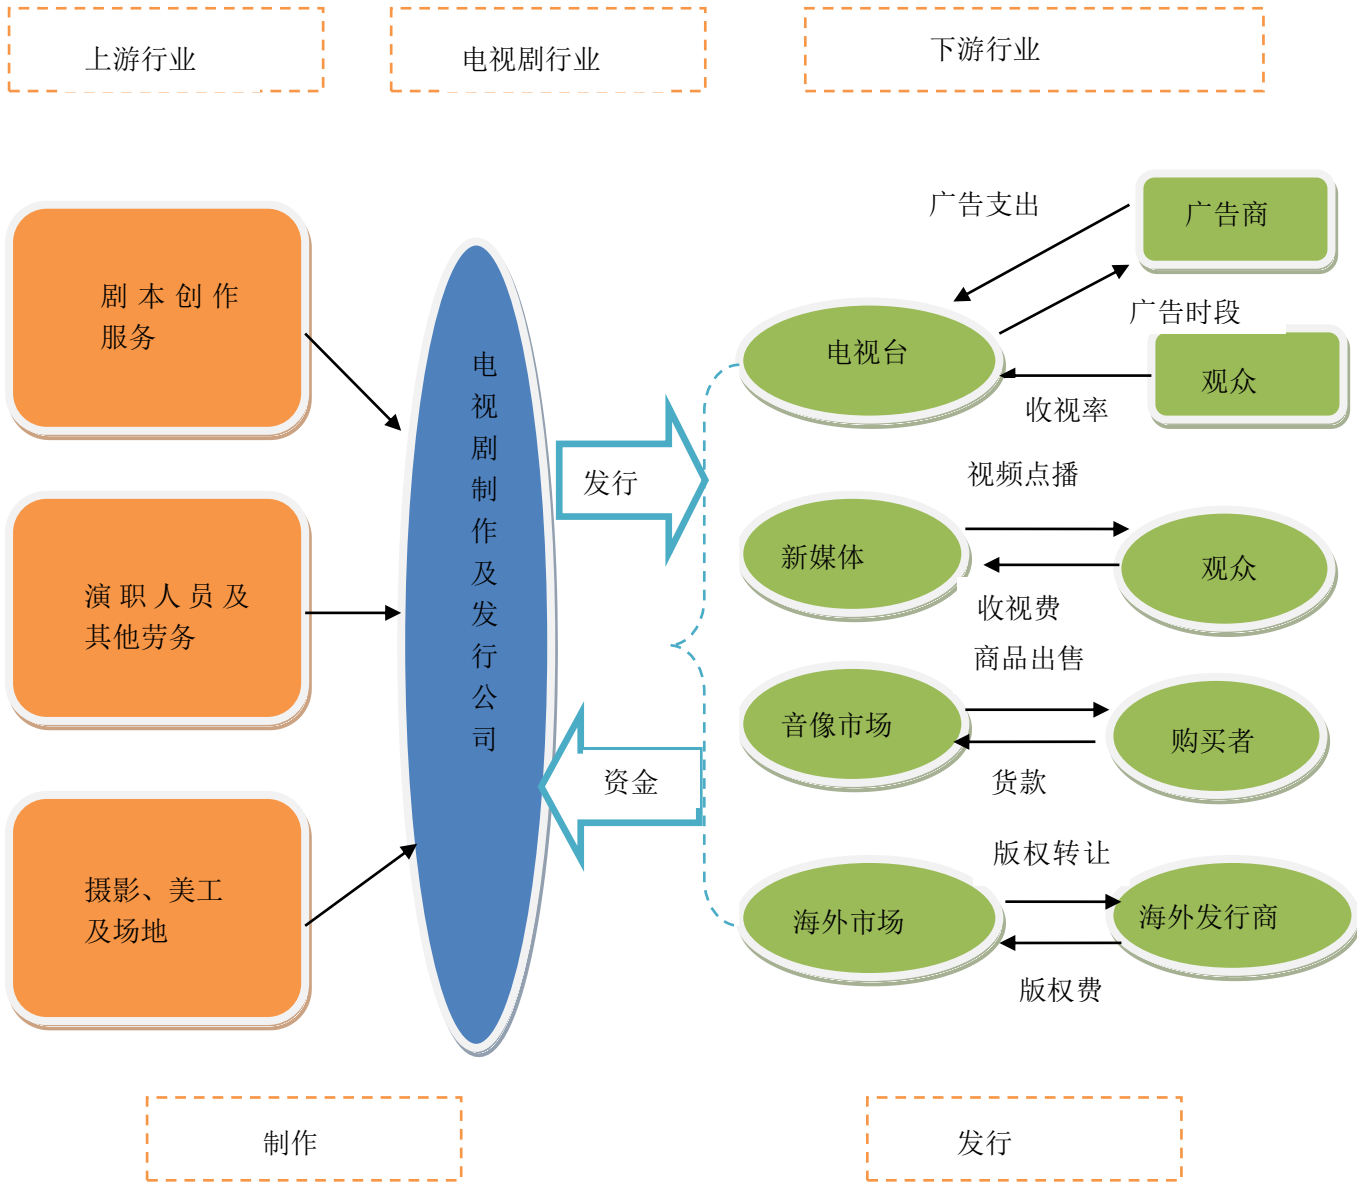 上游行业
电视剧行业
下游行业
剧本创作
服务
演职人员及
其他劳务
摄影、美工
及场地
电
视
剧
制
作
及
发
行
公
司
发行
资金
广告支出
广告商
广告时段
电视台
观众
收视率
视频点播
新媒体
观众
收视费
商品出售
音像市场
购买者
货款
版权转让
海外市场
海外发行商
版权费
制作
发行